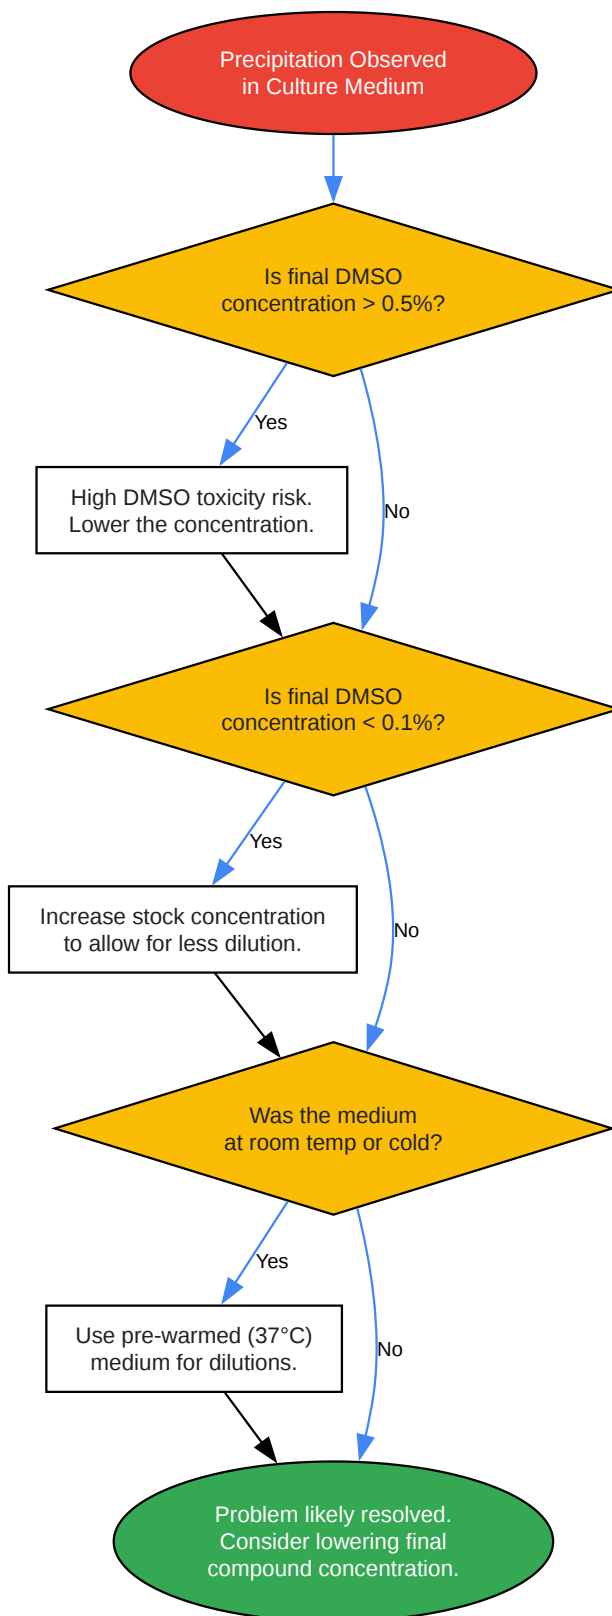 Precipitation Observed
in Culture Medium
Is final DMSO
concentration > 0.5%?
Yes
High DMSO toxicity risk.
Lower the concentration.
No
Is final DMSO
concentration < 0.1%?
Yes
Increase stock concentration
to allow for less dilution.
No
Was the medium
at room temp or cold?
Yes
Use pre-warmed (37°C)
medium for dilutions.
No
Problem likely resolved.
Consider lowering final
compound concentration.